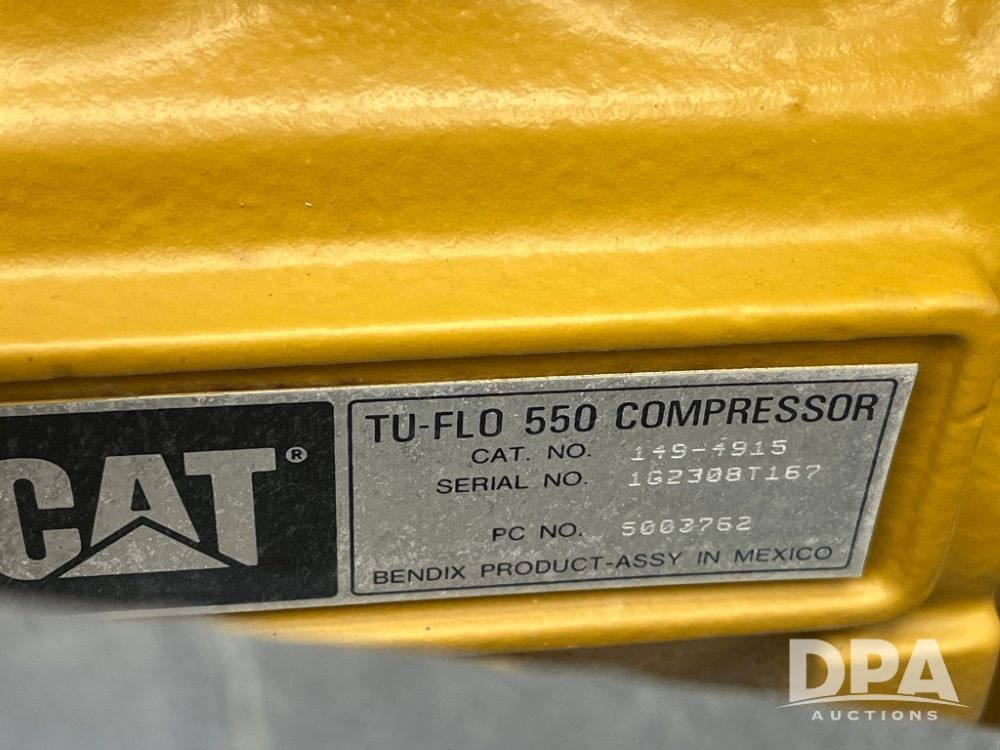 CAT®
TU-FLO 550 COMPRESSOR
CAT. NO. 149-4915
SERIAL NO. 1G2308T167
PC NO. 5003762
BENDIX PRODUCT-ASSY IN MEXICO
DPA
AUCTIONS